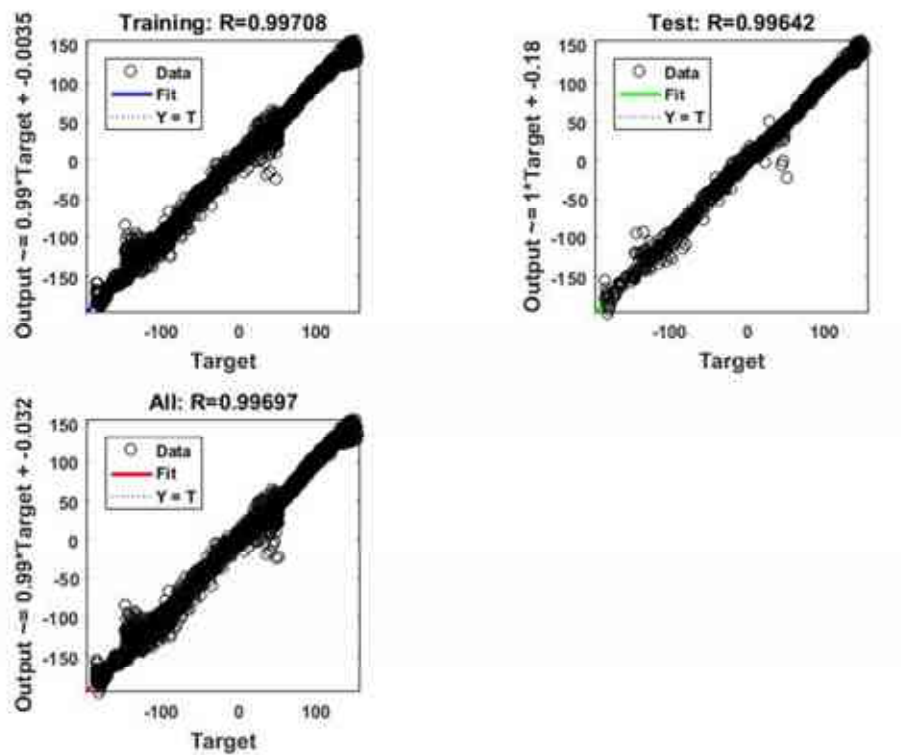 Training: R=0.99708
Output ~= 0.99*Target + -0.0035
150
100
50
0
-50
-100
-150
Data
Fit
Y = T
-100 0 100
Target
Test: R=0.99642
Output ~= 1*Target + -0.18
150
100
50
0
-50
-100
-150
Data
Fit
Y = T
-100 0 100
Target
All: R=0.99697
Output ~= 0.99*Target + -0.032
150
100
50
0
-50
-100
-150
Data
Fit
Y = T
-100 0 100
Target